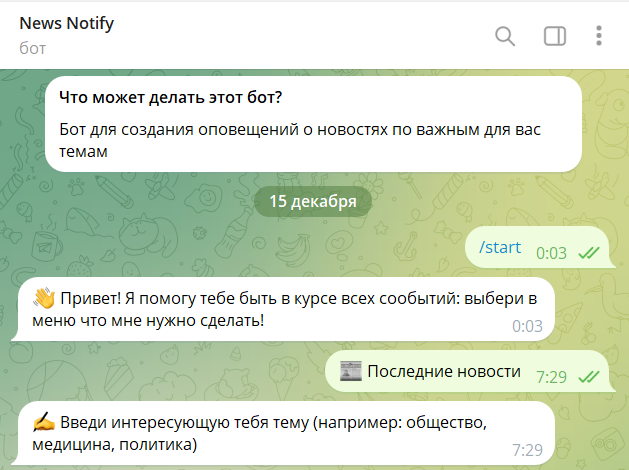 News Notify
бот
Что может делать этот бот?
Бот для создания оповещений о новостях по важным для вас
темам
15 декабря
/start 0:03
👋 Привет! Я помогу тебе быть в курсе всех сообытий: выбери в
меню что мне нужно сделать!
0:03
📰 Последние новости 7:29
✍️ Введи интересующую тебя тему (например: общество,
медицина, политика)
7:29